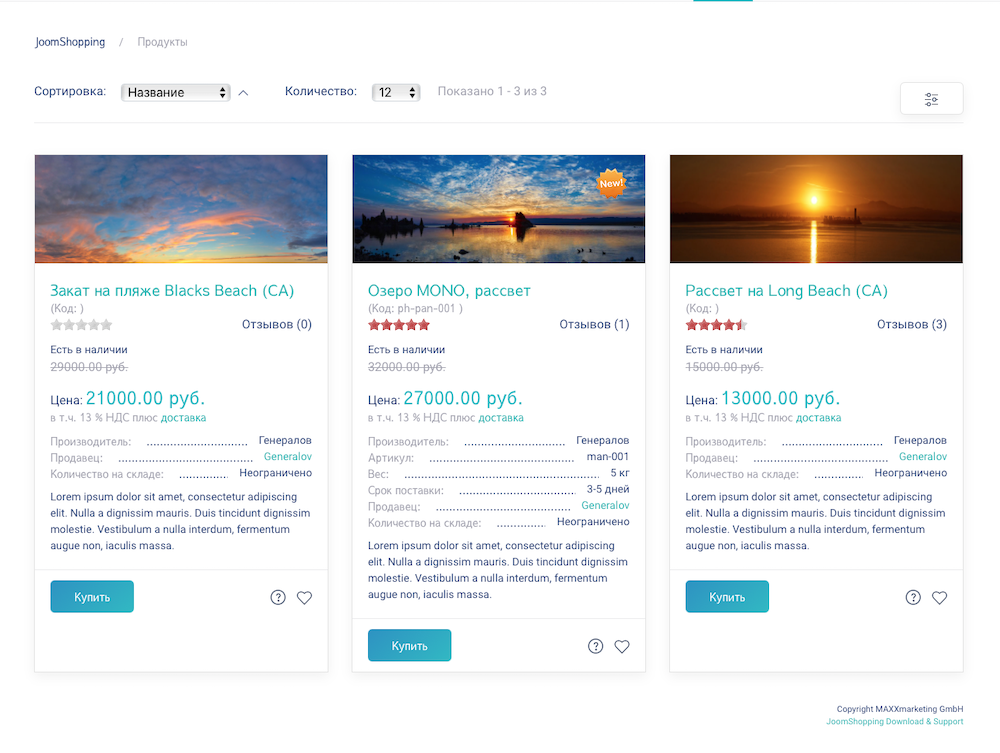 JoomShopping / Продукты
Сортировка: Название Количество: 12 Показано 1 - 3 из 3
Закат на пляже Blacks Beach (CA)
(Код: )
Отзывов (0)
Есть в наличии
29000.00 руб.
Цена: 21000.00 руб.
в т.ч. 13 % НДС плюс доставка
Производитель: Генералов
Продавец: Generalov
Количество на складе: Неограничено
Lorem ipsum dolor sit amet, consectetur adipiscing
elit. Nulla a dignissim mauris. Duis tincidunt dignissim
molestie. Vestibulum a nulla interdum, fermentum
augue non, iaculis massa.
Купить
New!
Озеро MONO, рассвет
(Код: ph-pan-001 )
Отзывов (1)
Есть в наличии
32000.00 руб.
Цена: 27000.00 руб.
в т.ч. 13 % НДС плюс доставка
Производитель: Генералов
Артикул: man-001
Вес: 5 кг
Срок поставки: 3-5 дней
Продавец: Generalov
Количество на складе: Неограничено
Lorem ipsum dolor sit amet, consectetur adipiscing
elit. Nulla a dignissim mauris. Duis tincidunt dignissim
molestie. Vestibulum a nulla interdum, fermentum
augue non, iaculis massa.
Купить
Рассвет на Long Beach (CA)
(Код: )
Отзывов (3)
Есть в наличии
15000.00 руб.
Цена: 13000.00 руб.
в т.ч. 13 % НДС плюс доставка
Производитель: Генералов
Продавец: Generalov
Количество на складе: Неограничено
Lorem ipsum dolor sit amet, consectetur adipiscing
elit. Nulla a dignissim mauris. Duis tincidunt dignissim
molestie. Vestibulum a nulla interdum, fermentum
augue non, iaculis massa.
Купить
Copyright MAXXmarketing GmbH
JoomShopping Download & Support